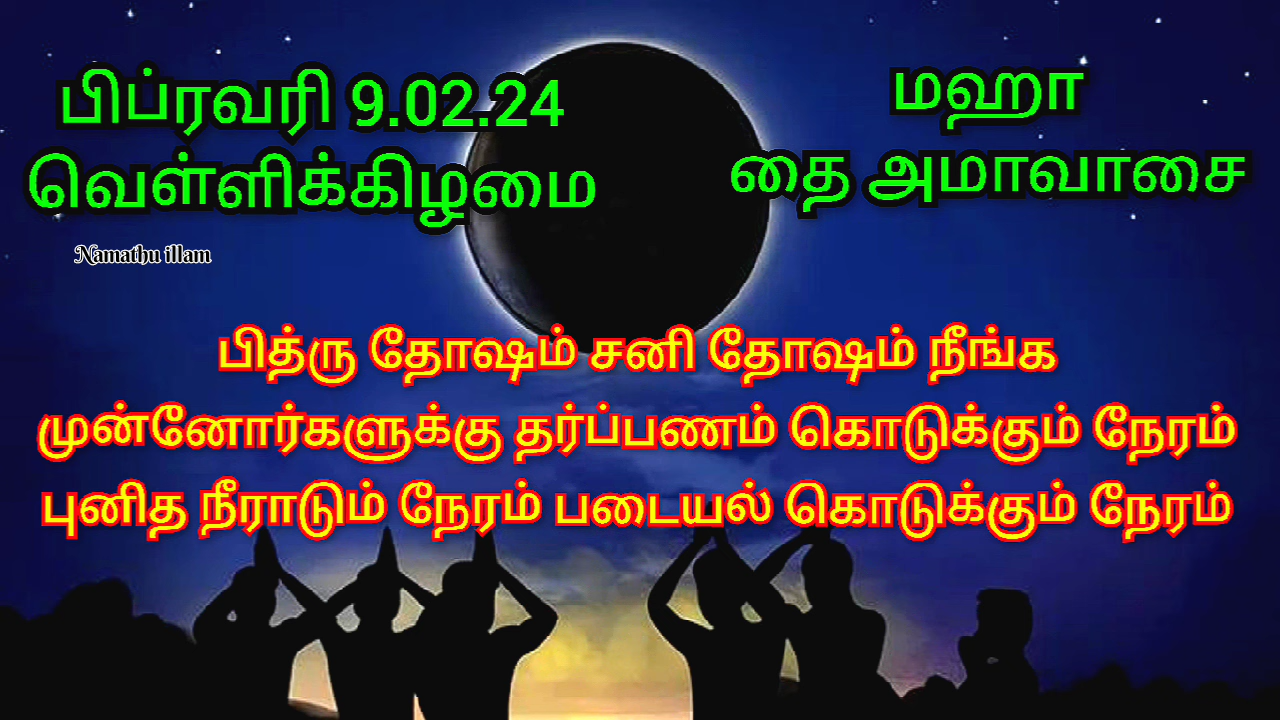 பிப்ரவரி 9.02.24
வெள்ளிக்கிழமை
மஹா
தை அமாவாசை
Namathu illam
பித்ரு தோஷம் சனி தோஷம் நீங்க
முன்னோர்களுக்கு தர்ப்பணம் கொடுக்கும் நேரம்
புனித நீராடும் நேரம் படையல் கொடுக்கும் நேரம்